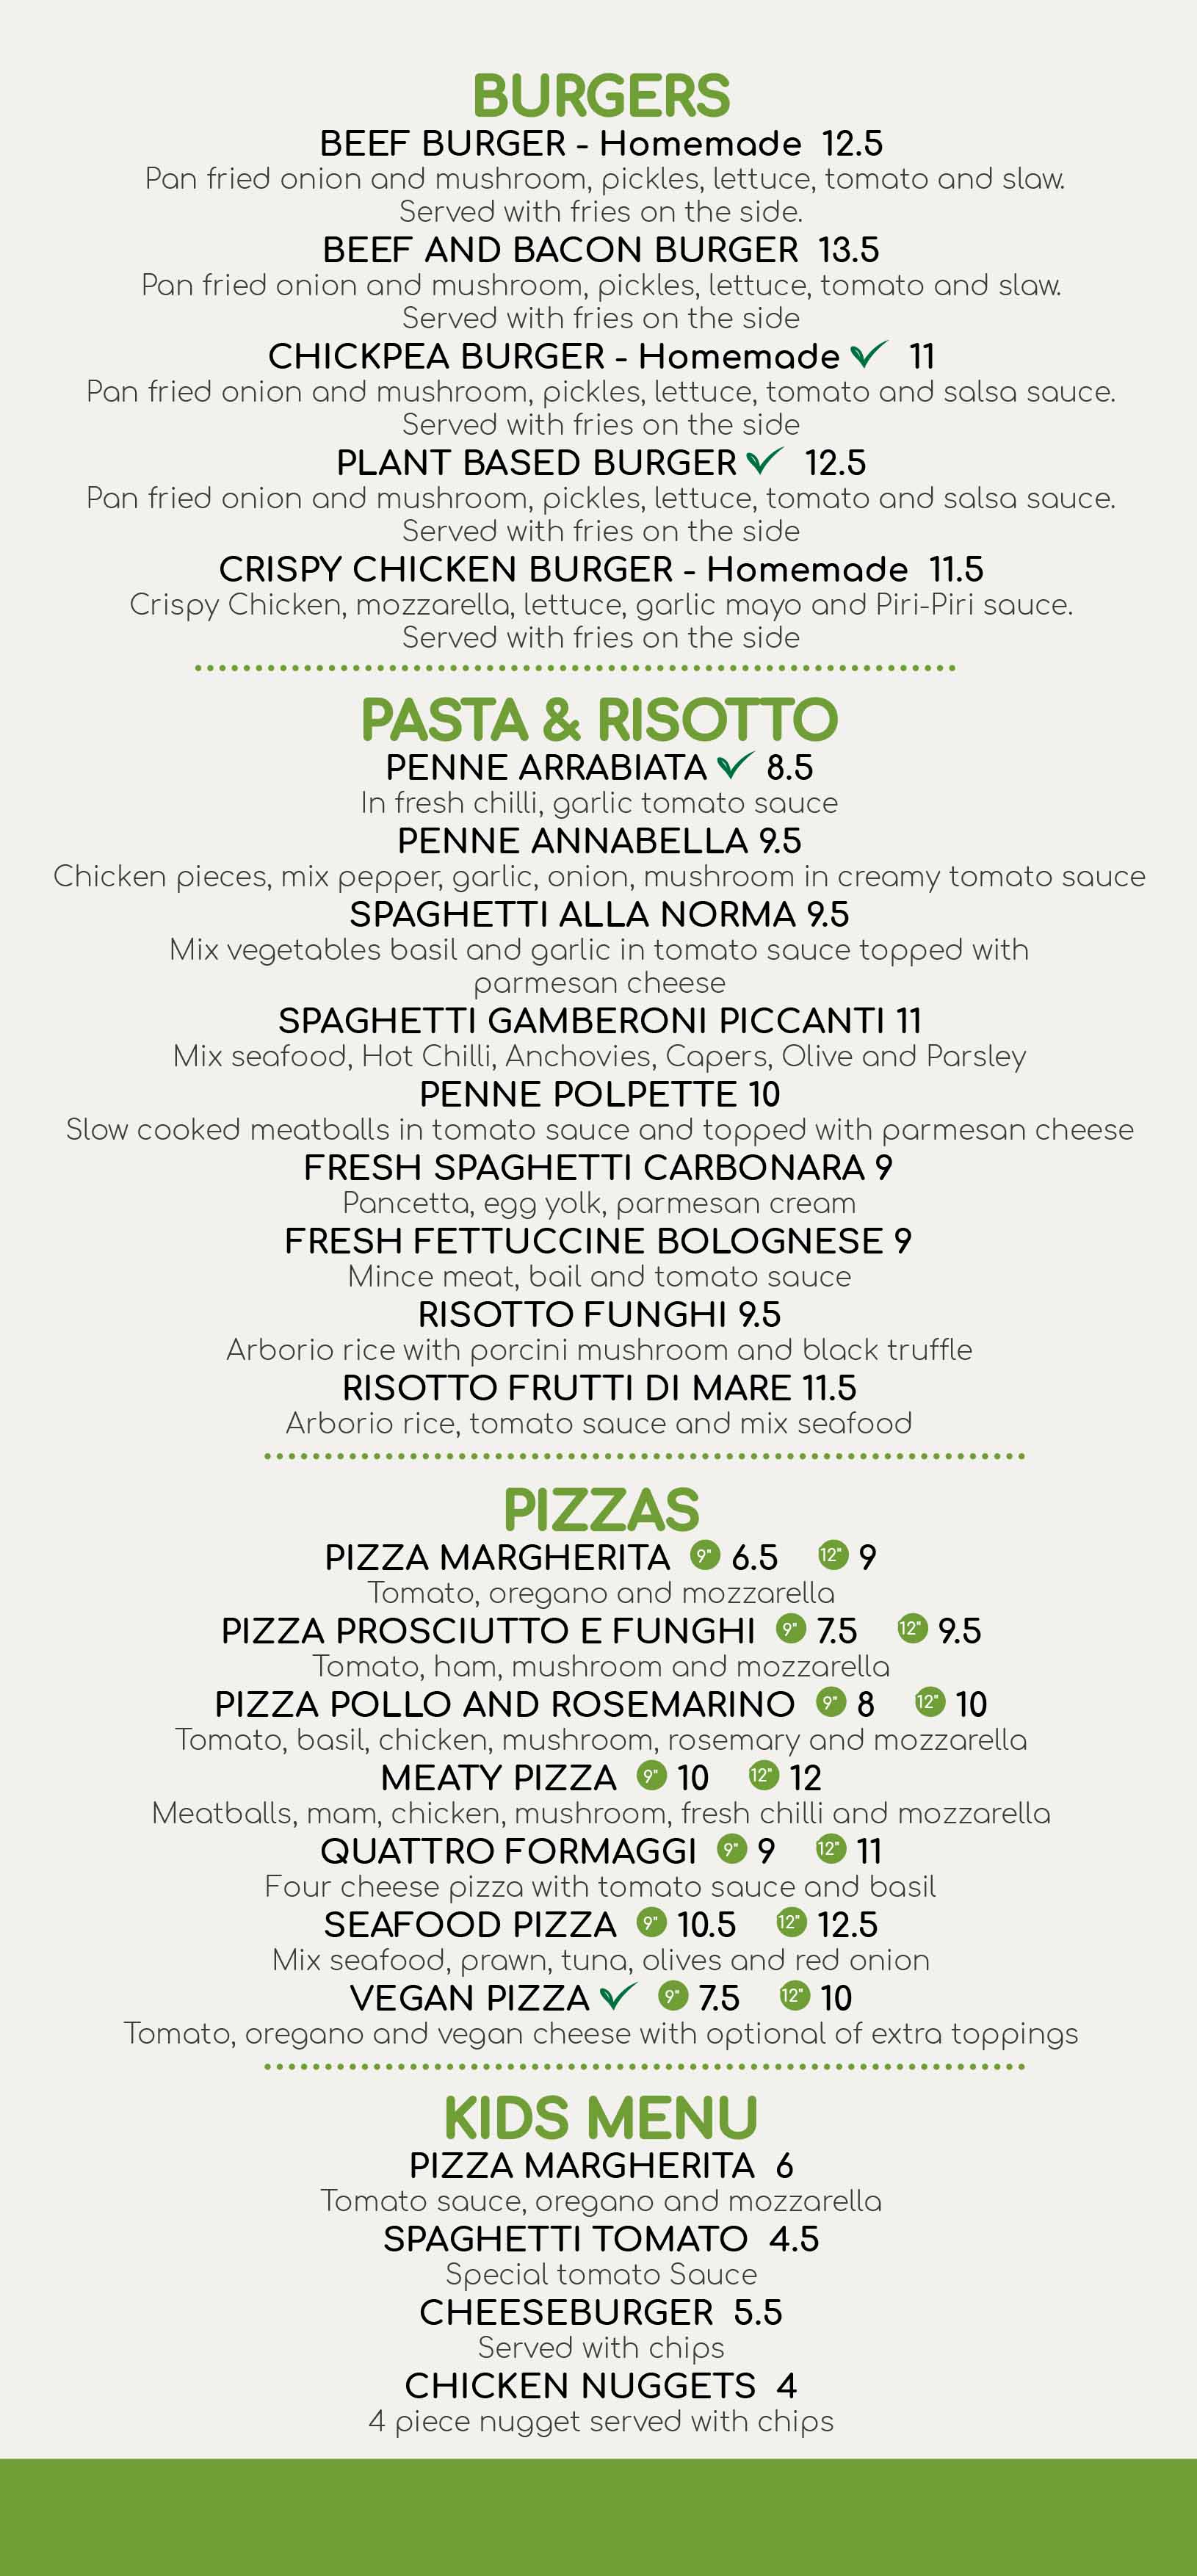 BURGERS
BEEF BURGER - Homemade 12.5
Pan fried onion and mushroom, pickles, lettuce, tomato and slaw.
Served with fries on the side.
BEEF AND BACON BURGER 13.5
Pan fried onion and mushroom, pickles, lettuce, tomato and slaw.
Served with fries on the side
CHICKPEA BURGER - Homemade 11
Pan fried onion and mushroom, pickles, lettuce, tomato and salsa sauce.
Served with fries on the side
PLANT BASED BURGER 12.5
Pan fried onion and mushroom, pickles, lettuce, tomato and salsa sauce.
Served with fries on the side
CRISPY CHICKEN BURGER - Homemade 11.5
Crispy Chicken, mozzarella, lettuce, garlic mayo and Piri-Piri sauce.
Served with fries on the side
PASTA & RISOTTO
PENNE ARRABIATA 8.5
In fresh chilli, garlic tomato sauce
PENNE ANNABELLA 9.5
Chicken pieces, mix pepper, garlic, onion, mushroom in creamy tomato sauce
SPAGHETTI ALLA NORMA 9.5
Mix vegetables basil and garlic in tomato sauce topped with
parmesan cheese
SPAGHETTI GAMBERONI PICCANTI 11
Mix seafood, Hot Chilli, Anchovies, Capers, Olive and Parsley
PENNE POLPETTE 10
Slow cooked meatballs in tomato sauce and topped with parmesan cheese
FRESH SPAGHETTI CARBONARA 9
Pancetta, egg yolk, parmesan cream
FRESH FETTUCCINE BOLOGNESE 9
Mince meat, bail and tomato sauce
RISOTTO FUNGHI 9.5
Arborio rice with porcini mushroom and black truffle
RISOTTO FRUTTI DI MARE 11.5
Arborio rice, tomato sauce and mix seafood
PIZZAS
PIZZA MARGHERITA 9" 6.5 12" 9
Tomato, oregano and mozzarella
PIZZA PROSCIUTTO E FUNGHI 9" 7.5 12" 9.5
Tomato, ham, mushroom and mozzarella
PIZZA POLLO AND ROSEMARINO 9" 8 12" 10
Tomato, basil, chicken, mushroom, rosemary and mozzarella
MEATY PIZZA 9" 10 12" 12
Meatballs, mam, chicken, mushroom, fresh chilli and mozzarella
QUATTRO FORMAGGI 9" 9 12" 11
Four cheese pizza with tomato sauce and basil
SEAFOOD PIZZA 9" 10.5 12" 12.5
Mix seafood, prawn, tuna, olives and red onion
VEGAN PIZZA 9" 7.5 12" 10
Tomato, oregano and vegan cheese with optional of extra toppings
KIDS MENU
PIZZA MARGHERITA 6
Tomato sauce, oregano and mozzarella
SPAGHETTI TOMATO 4.5
Special tomato Sauce
CHEESEBURGER 5.5
Served with chips
CHICKEN NUGGETS 4
4 piece nugget served with chips